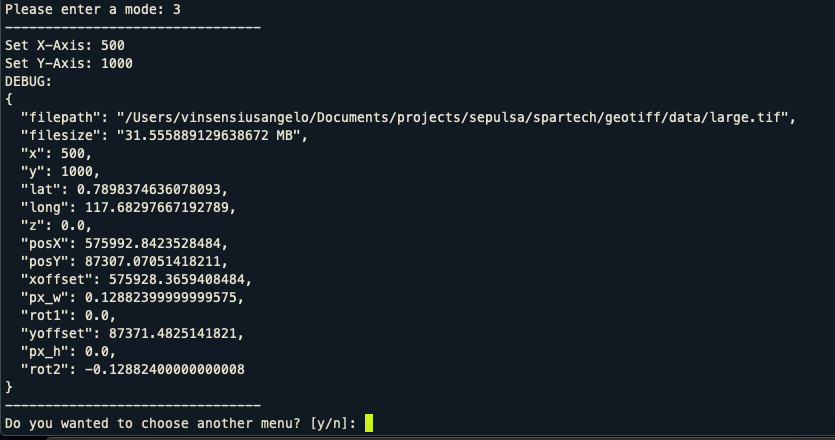 Please enter a mode: 3
--------------------------------
Set X-Axis: 500
Set Y-Axis: 1000
DEBUG:
{
  "filepath": "/Users/vinsensiusangelo/Documents/projects/sepulsa/spartech/geotiff/data/large.tif",
  "filesize": "31.555889129638672 MB",
  "x": 500,
  "y": 1000,
  "lat": 0.7898374636078093,
  "long": 117.68297667192789,
  "z": 0.0,
  "posX": 575992.8423528484,
  "posY": 87307.07051418211,
  "xoffset": 575928.3659408484,
  "px_w": 0.12882399999999575,
  "rot1": 0.0,
  "yoffset": 87371.4825141821,
  "px_h": 0.0,
  "rot2": -0.12882400000000008
}
--------------------------------
Do you wanted to choose another menu? [y/n]: